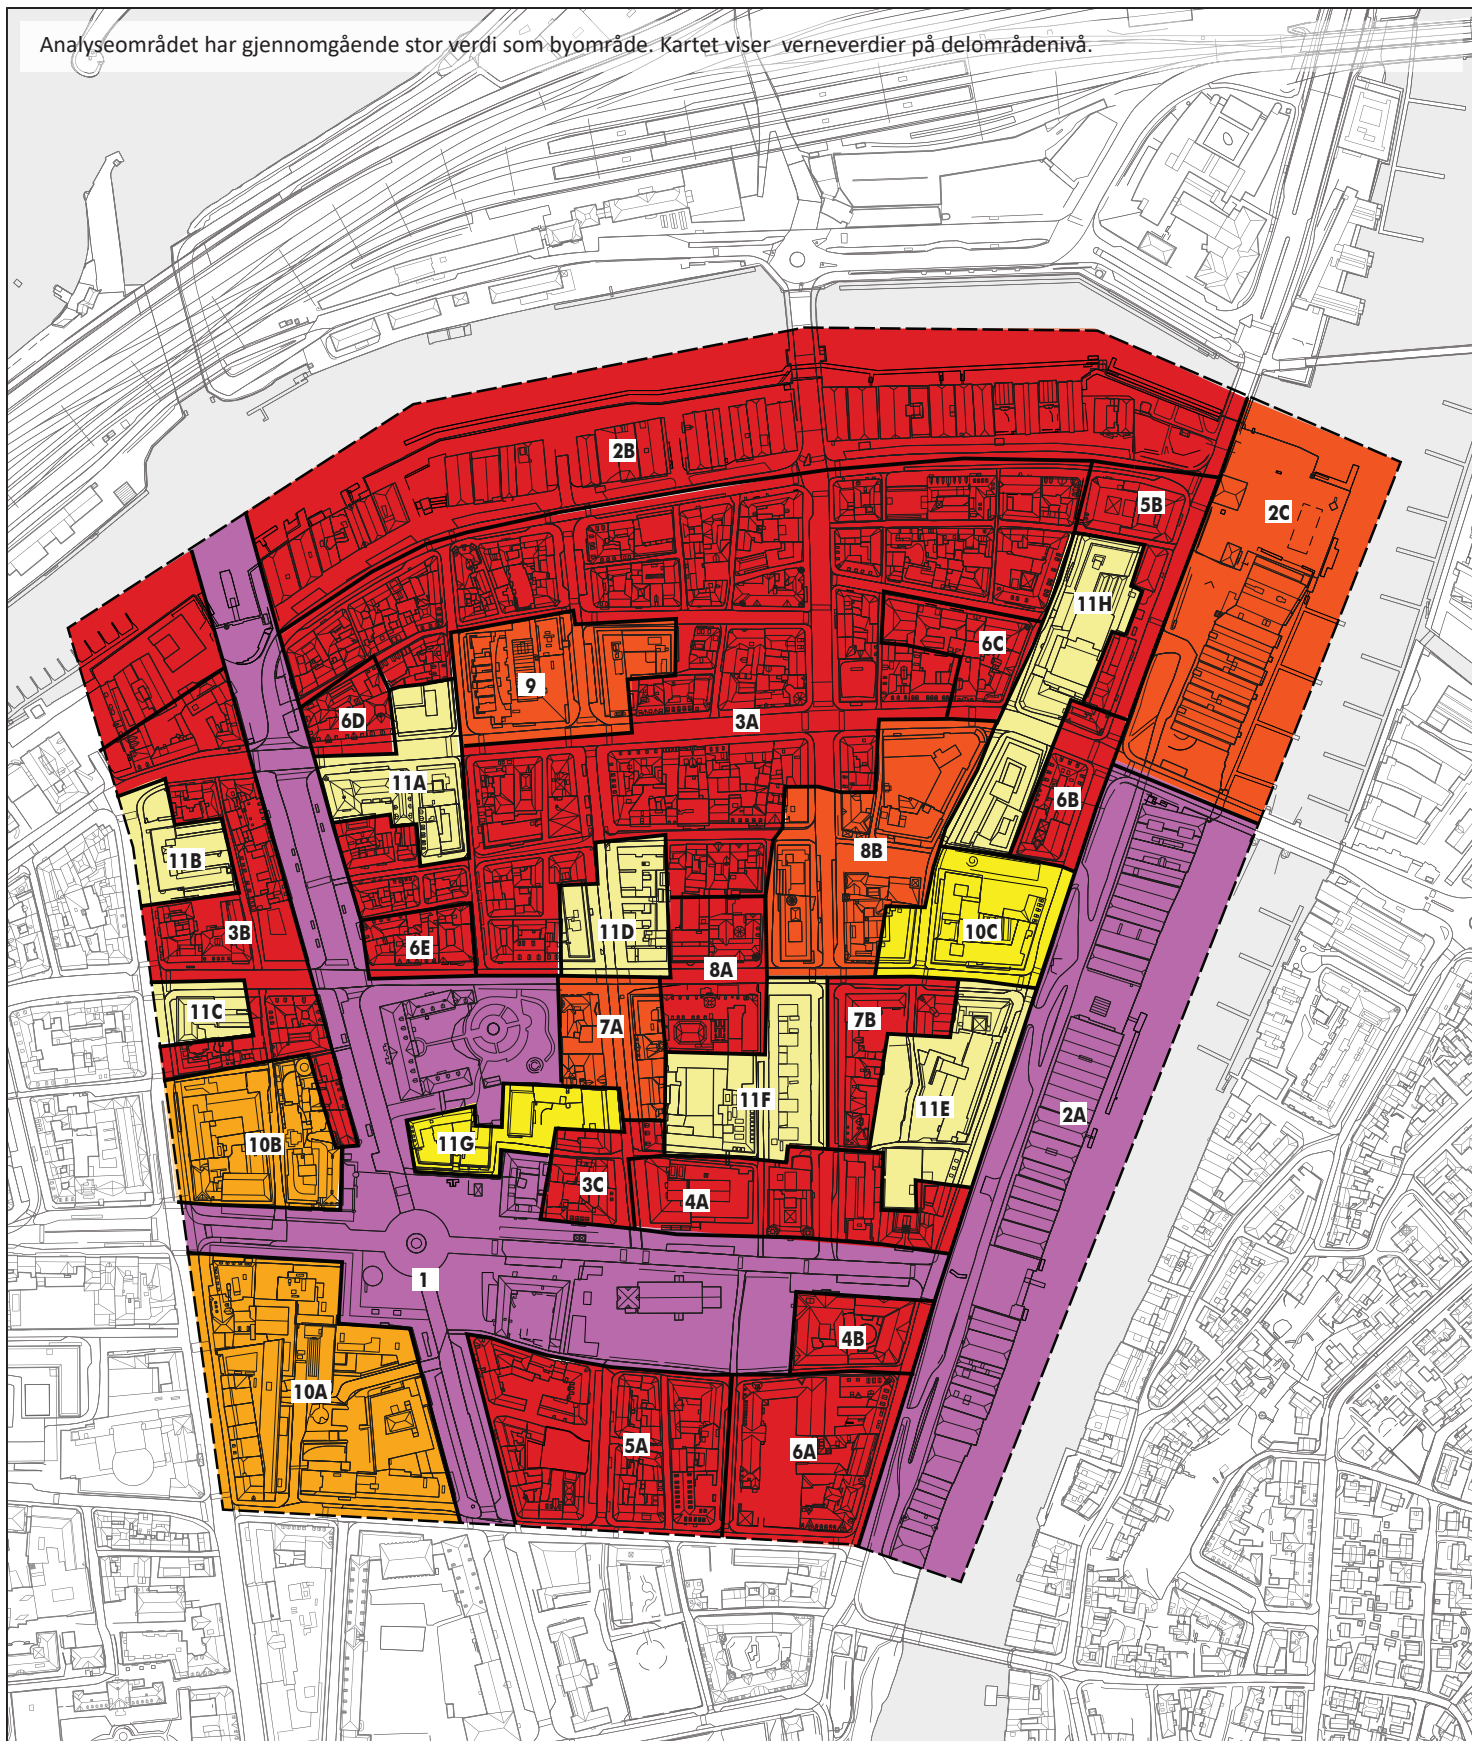 Analyseområdet har gjennomgående stor verdi som byområde. Kartet viser verneverdier på delområdenivå.
2B
5B
2C
11H
6C
9
6D
3A
11A
6B
8B
11B
3B
11D
10C
6E
8A
11C
7A
7B
11F
11E
2A
11G
10B
3C
4A
1
4B
10A
5A
6A